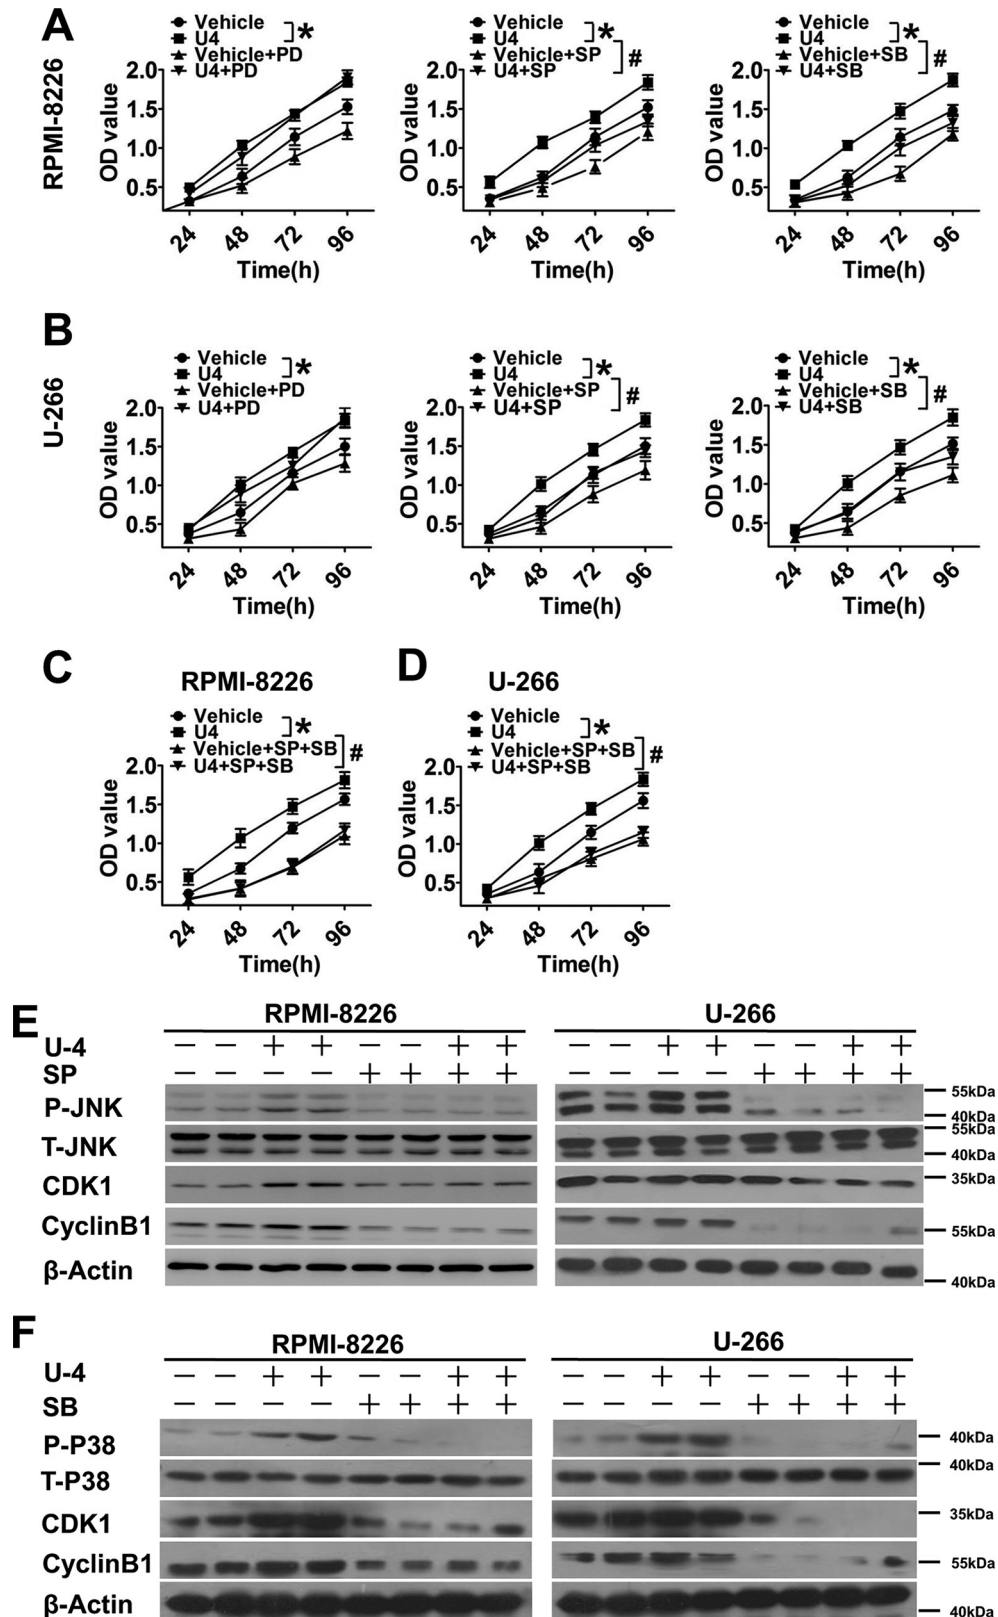 A
RPMI-8226
Vehicle
U4
Vehicle+PD
U4+PD
*
OD value
2.0
1.5
1.0
0.5
24 48 72 96
Time(h)
Vehicle
U4
Vehicle+SP
U4+SP
*
#
OD value
2.0
1.5
1.0
0.5
24 48 72 96
Time(h)
Vehicle
U4
Vehicle+SB
U4+SB
*
#
OD value
2.0
1.5
1.0
0.5
24 48 72 96
Time(h)
B
U-266
Vehicle
U4
Vehicle+PD
U4+PD
*
OD value
2.0
1.5
1.0
0.5
24 48 72 96
Time(h)
Vehicle
U4
Vehicle+SP
U4+SP
*
#
OD value
2.0
1.5
1.0
0.5
24 48 72 96
Time(h)
Vehicle
U4
Vehicle+SB
U4+SB
*
#
OD value
2.0
1.5
1.0
0.5
24 48 72 96
Time(h)
C
RPMI-8226
Vehicle
U4
Vehicle+SP+SB
U4+SP+SB
*
#
OD value
2.0
1.5
1.0
0.5
24 48 72 96
Time(h)
D
U-266
Vehicle
U4
Vehicle+SP+SB
U4+SP+SB
*
#
OD value
2.0
1.5
1.0
0.5
24 48 72 96
Time(h)
E
RPMI-8226 U-266
U-4 − − + + − − + + − − + + − − + +
SP − − − − + + + + − − − − + + + +
P-JNK 55kDa
40kDa
T-JNK 55kDa
40kDa
CDK1 35kDa
CyclinB1 55kDa
β-Actin 40kDa
F
RPMI-8226 U-266
U-4 − − + + − − + + − − + + − − + +
SB − − − − + + + + − − − − + + + +
P-P38 40kDa
T-P38 40kDa
CDK1 35kDa
CyclinB1 55kDa
β-Actin 40kDa